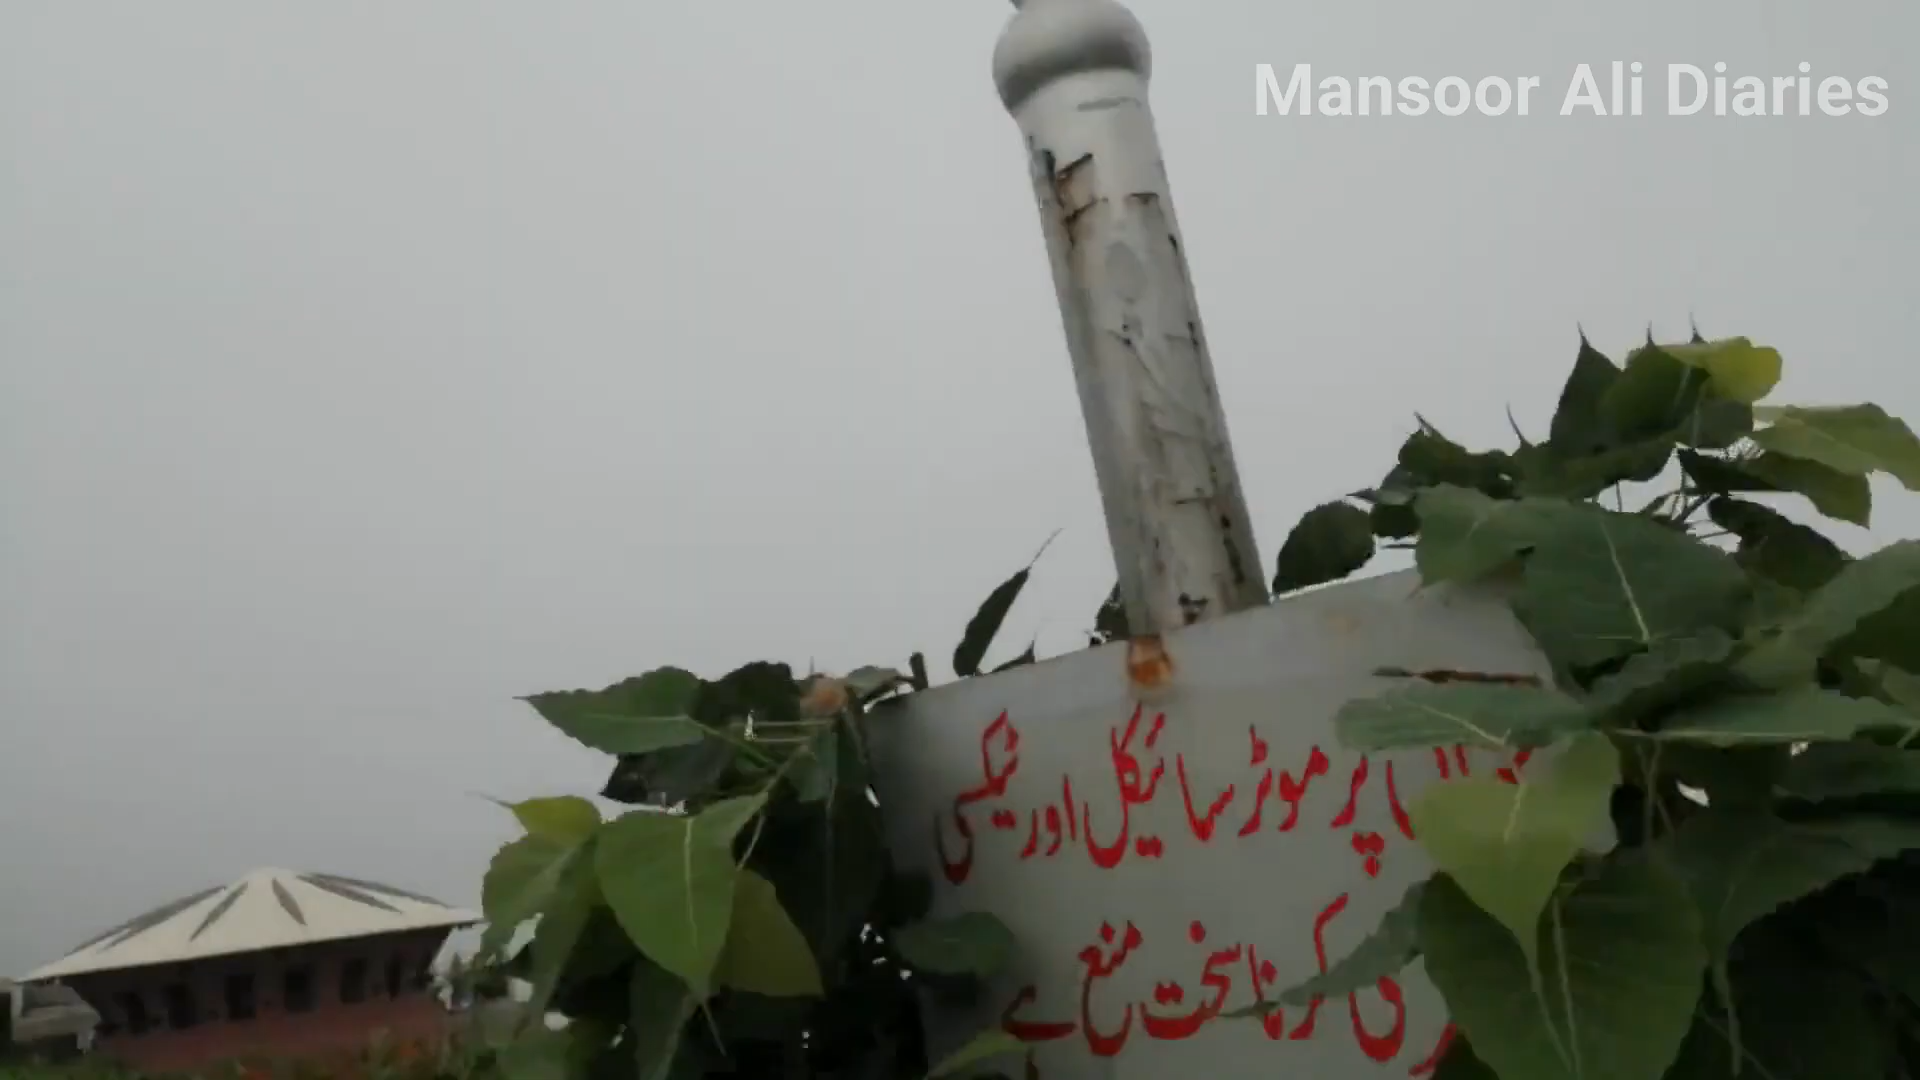 Mansoor Ali Diaries
پر موٹر سائیکل اور ٹیکسی
کرنا سخت منع ہے